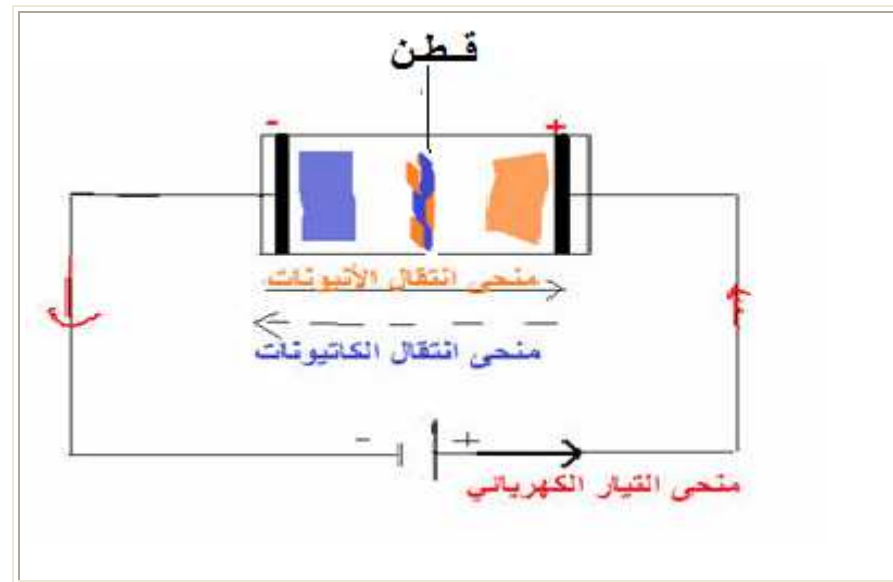 قطن
- +
منحى انتقال الأنيونات
منحى انتقال الكاتيونات
- +
منحى التيار الكهربائي